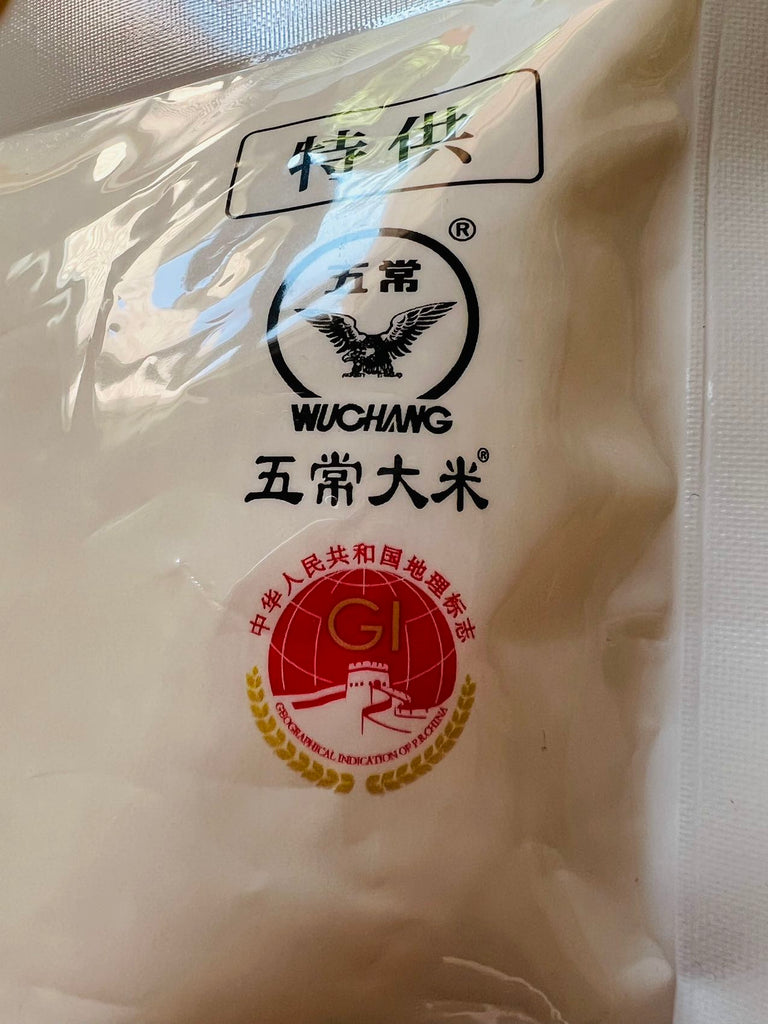 特供
®
五常
WUCHANG
五常大米®
中华人民共和国地理标志
GI
GEOGRAPHICAL INDICATION OF P.R.CHINA